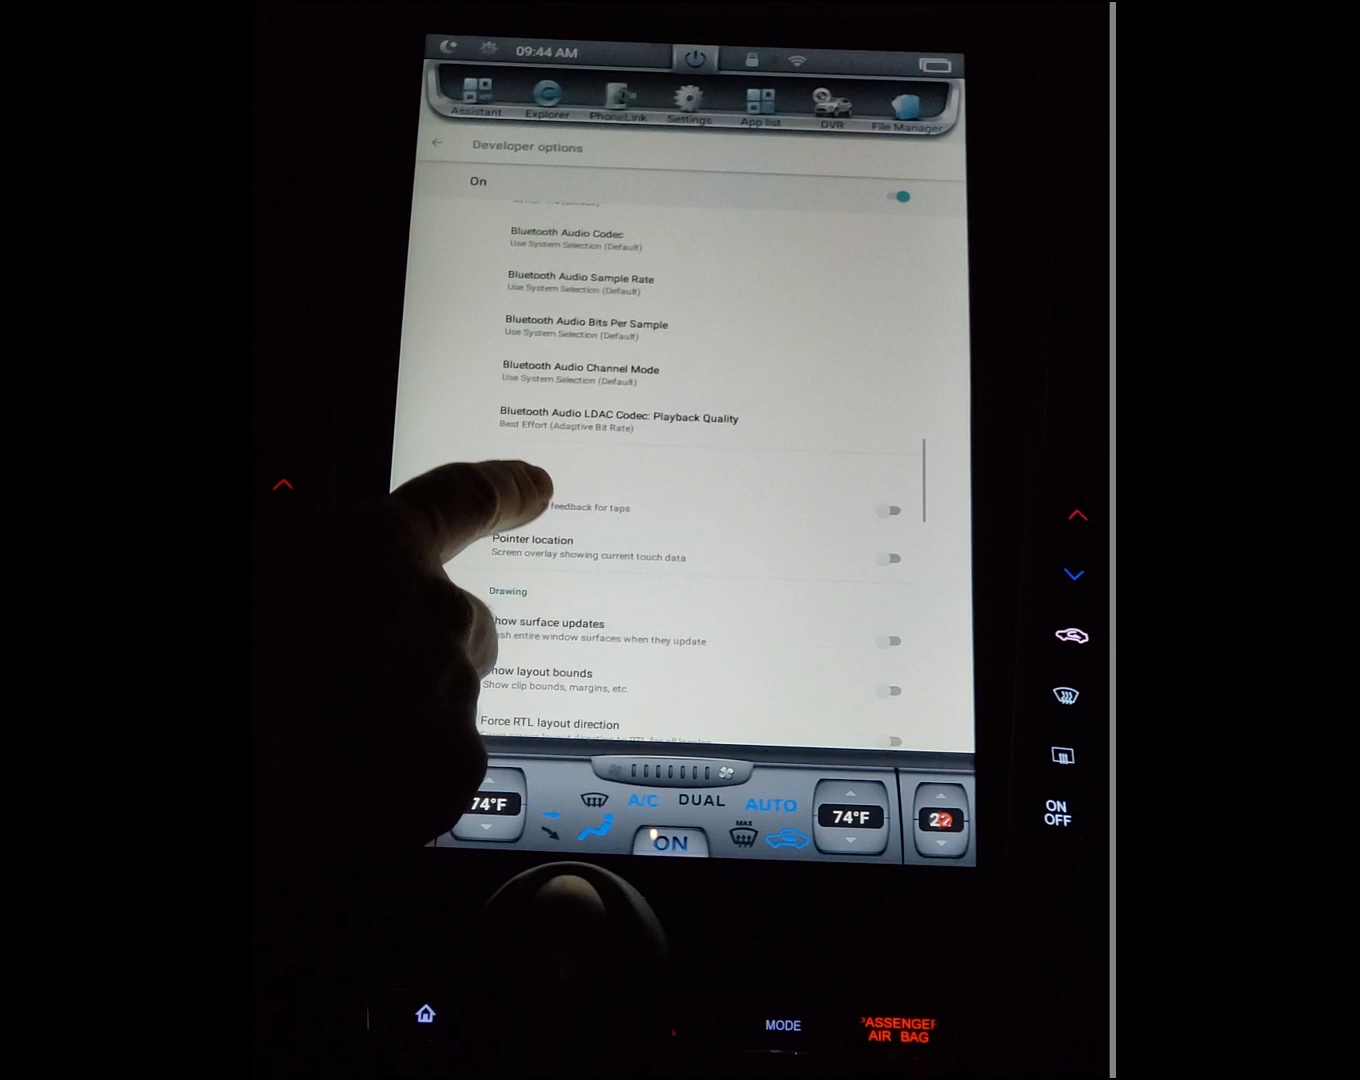 09:44 AM
Assistant Explorer PhoneLink Settings App list DVR File Manager
Developer options
On
Bluetooth Audio Codec
Use System Selection (Default)
Bluetooth Audio Sample Rate
Use System Selection (Default)
Bluetooth Audio Bits Per Sample
Use System Selection (Default)
Bluetooth Audio Channel Mode
Use System Selection (Default)
Bluetooth Audio LDAC Codec: Playback Quality
Best Effort (Adaptive Bit Rate)
feedback for taps
Pointer location
Screen overlay showing current touch data
Drawing
how surface updates
entire window surfaces when they update
how layout bounds
Show clip bounds, margins, etc.
Force RTL layout direction
74°F A/C DUAL AUTO 74°F
MAX
ON
ON
OFF
MODE
PASSENGER
AIR BAG